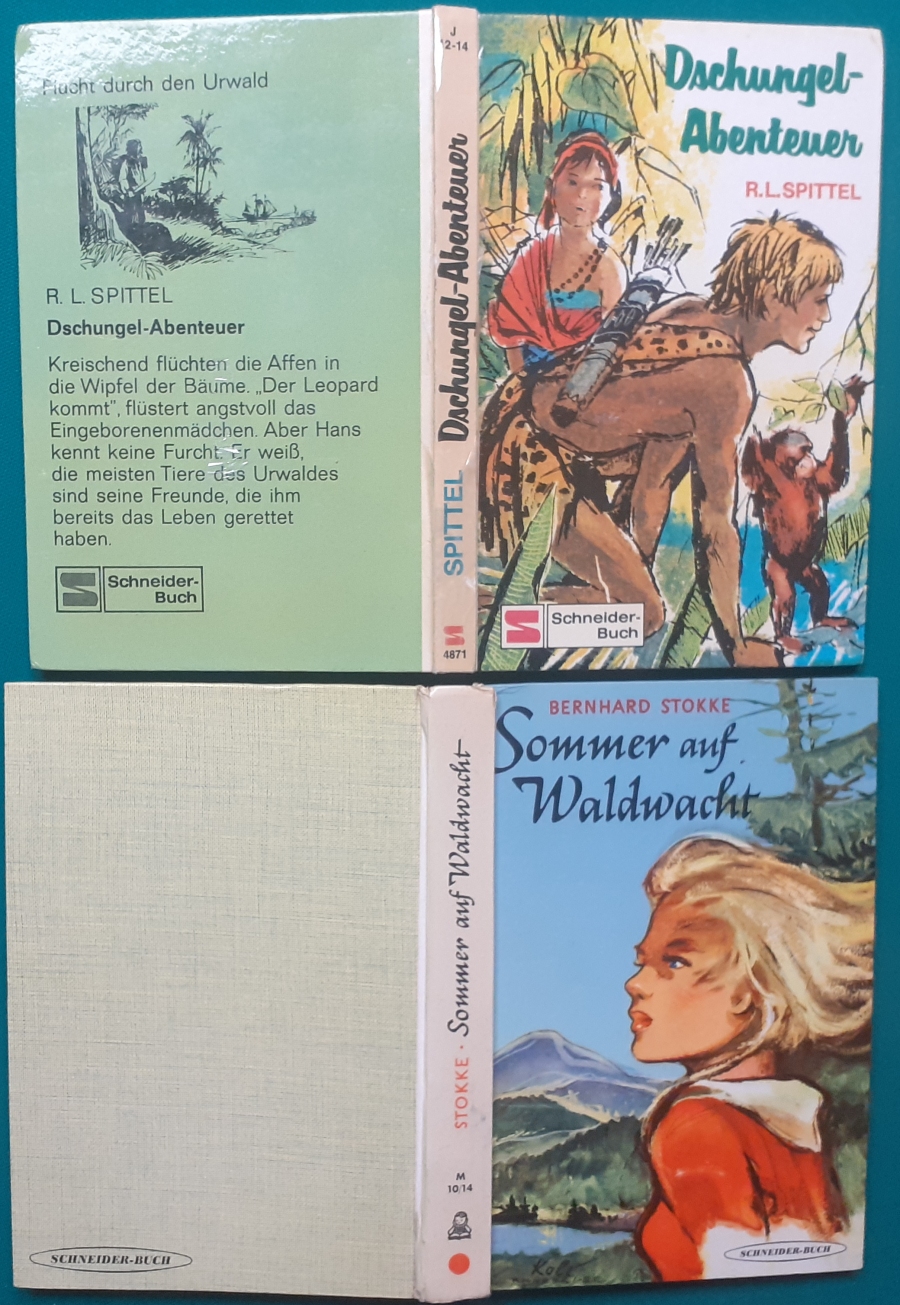 Flucht durch den Urwald
R. L. SPITTEL
Dschungel-Abenteuer
Kreischend flüchten die Affen in
die Wipfel der Bäume. „Der Leopard
kommt", flüstert angstvoll das
Eingeborenenmädchen. Aber Hans
kennt keine Furcht. Er weiß,
die meisten Tiere des Urwaldes
sind seine Freunde, die ihm
bereits das Leben gerettet
haben.
Schneider-
Buch
J
12-14
SPITTEL Dschungel-Abenteuer
4871
Dschungel-
Abenteuer
R.L.SPITTEL
Schneider-
Buch
SCHNEIDER-BUCH
STOKKE · Sommer auf Waldwacht
M
10/14
BERNHARD STOKKE
Sommer auf
Waldwacht
SCHNEIDER-BUCH